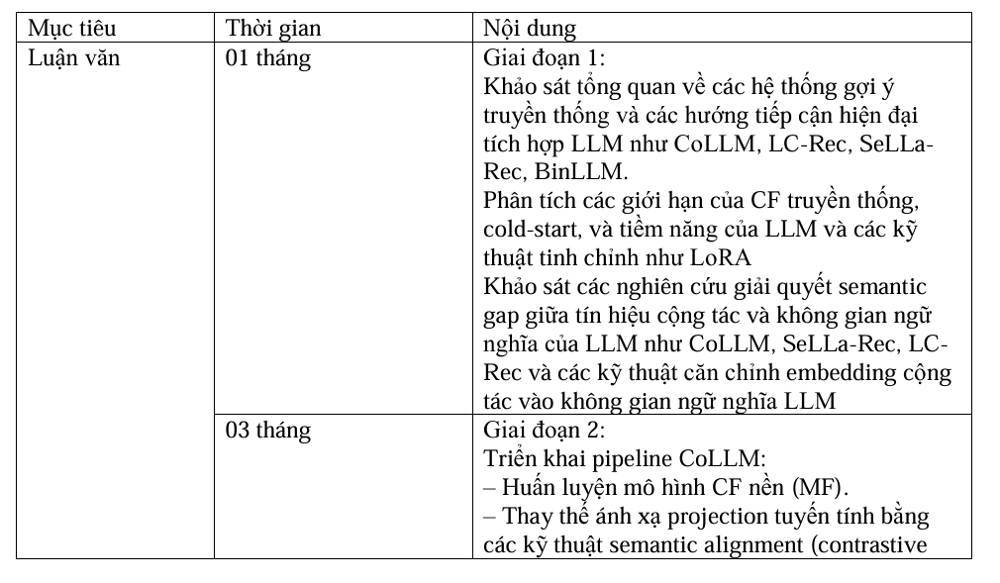 Mục tiêu Thời gian Nội dung
Luận văn 01 tháng Giai đoạn 1:
Khảo sát tổng quan về các hệ thống gợi ý
truyền thống và các hướng tiếp cận hiện đại
tích hợp LLM như CoLLM, LC-Rec, SeLLa-
Rec, BinLLM.
Phân tích các giới hạn của CF truyền thống,
cold-start, và tiềm năng của LLM và các kỹ
thuật tinh chỉnh như LoRA
Khảo sát các nghiên cứu giải quyết semantic
gap giữa tín hiệu cộng tác và không gian ngữ
nghĩa của LLM như CoLLM, SeLLa-Rec, LC-
Rec và các kỹ thuật căn chỉnh embedding cộng
tác vào không gian ngữ nghĩa LLM
03 tháng Giai đoạn 2:
Triển khai pipeline CoLLM:
– Huấn luyện mô hình CF nền (MF).
– Thay thế ánh xạ projection tuyến tính bằng
các kỹ thuật semantic alignment (contrastive